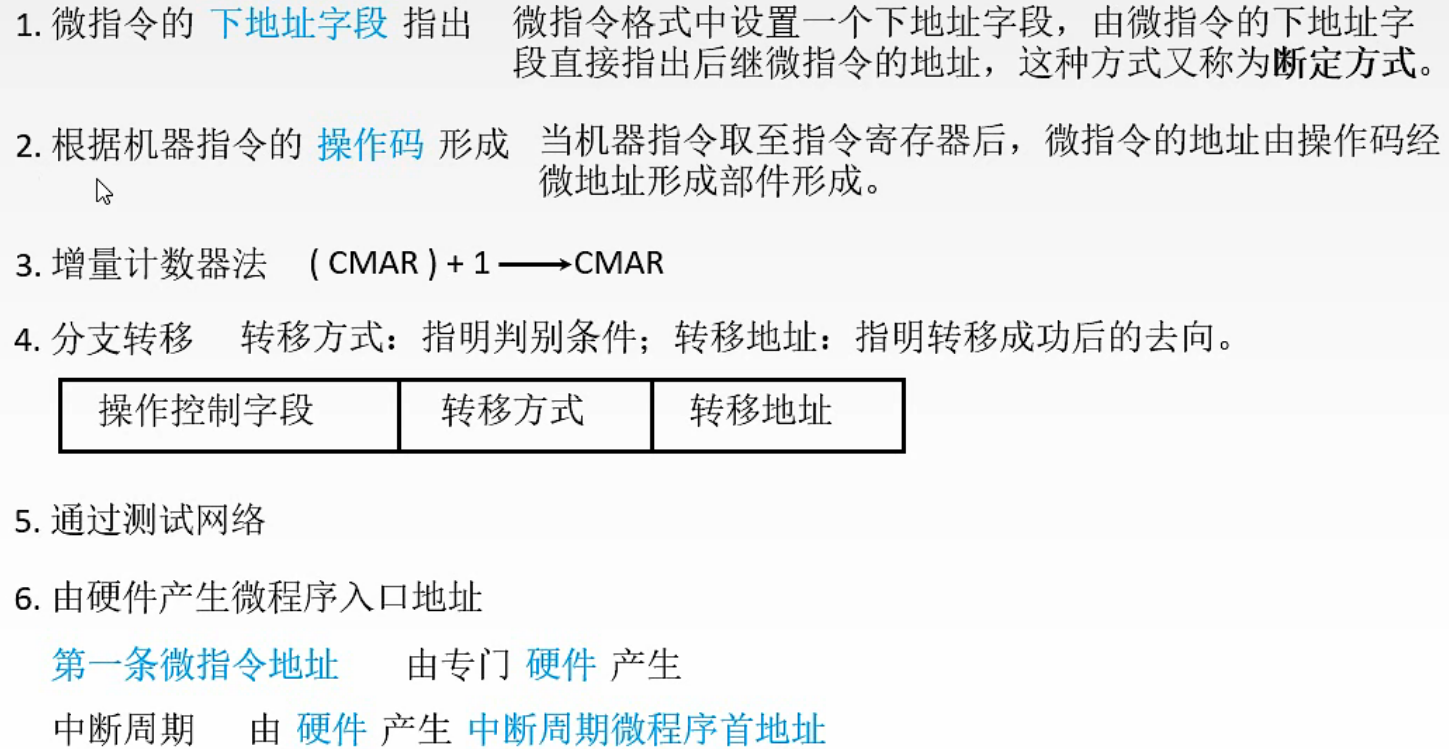 1. 微指令的 下地址字段 指出 微指令格式中设置一个下地址字段，由微指令的下地址字
段直接指出后继微指令的地址，这种方式又称为断定方式。
2. 根据机器指令的 操作码 形成 当机器指令取至指令寄存器后，微指令的地址由操作码经
微地址形成部件形成。
3. 增量计数器法 ( CMAR ) + 1 ⟶ CMAR
4. 分支转移 转移方式：指明判别条件；转移地址：指明转移成功后的去向。
操作控制字段 转移方式 转移地址
5. 通过测试网络
6. 由硬件产生微程序入口地址
第一条微指令地址 由专门 硬件 产生
中断周期 由 硬件 产生 中断周期微程序首地址